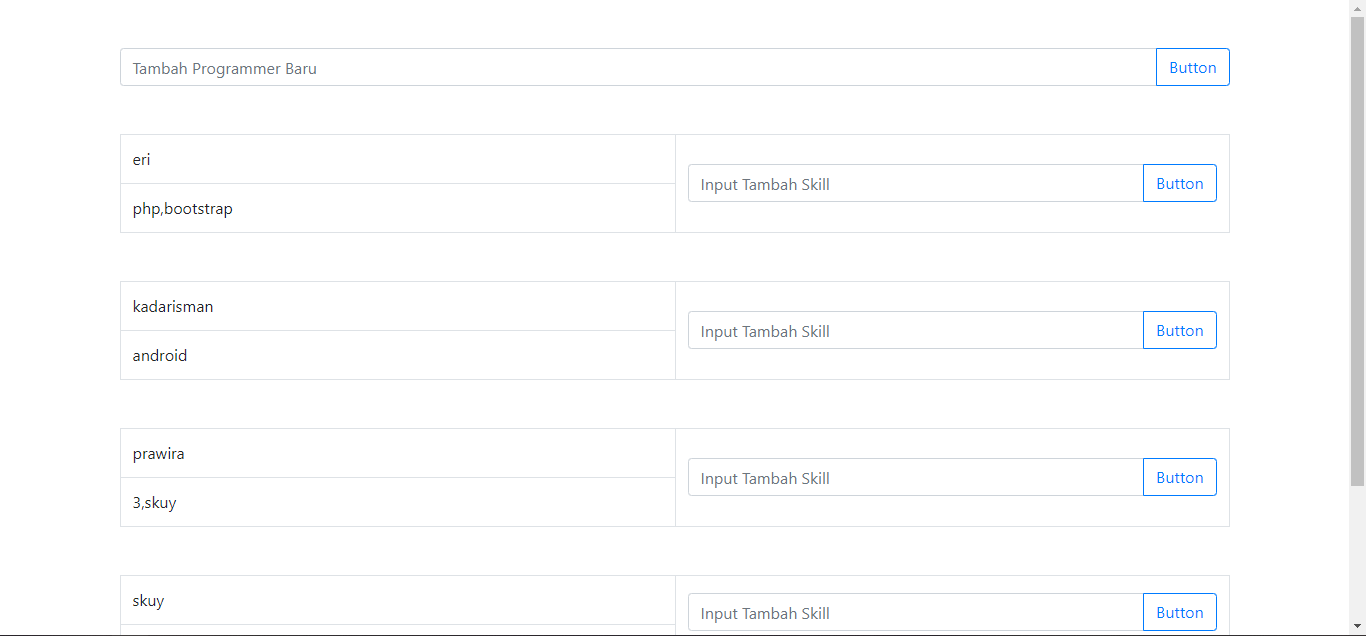 Tambah Programmer Baru Button
eri
Input Tambah Skill Button
php,bootstrap
kadarisman
Input Tambah Skill Button
android
prawira
Input Tambah Skill Button
3,skuy
skuy
Input Tambah Skill Button